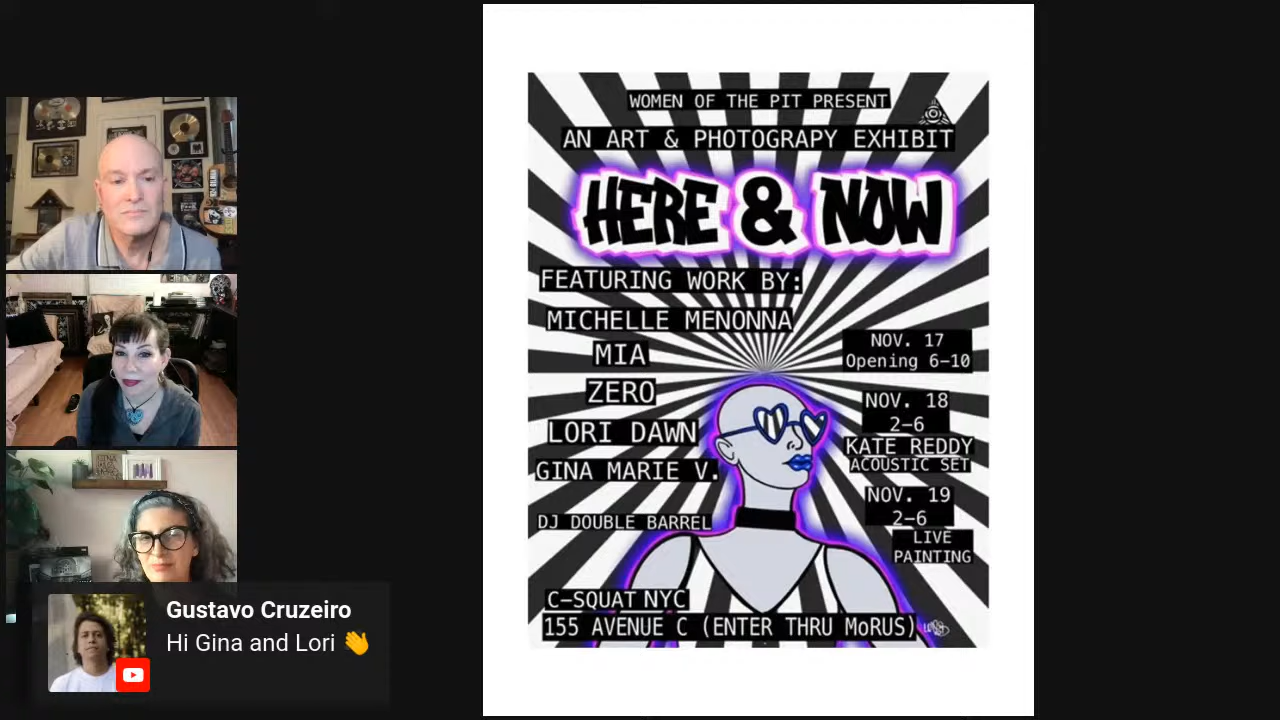 WOMEN OF THE PIT PRESENT
AN ART & PHOTOGRAPY EXHIBIT
HERE & NOW
FEATURING WORK BY:
MICHELLE MENONNA
MIA
ZERO
LORI DAWN
GINA MARIE V.
DJ DOUBLE BARREL
NOV. 17
Opening 6-10
NOV. 18
2-6
KATE REDDY
ACOUSTIC SET
NOV. 19
2-6
LIVE
PAINTING
C-SQUAT NYC
155 AVENUE C (ENTER THRU MoRUS)
Gustavo Cruzeiro
Hi Gina and Lori 👋